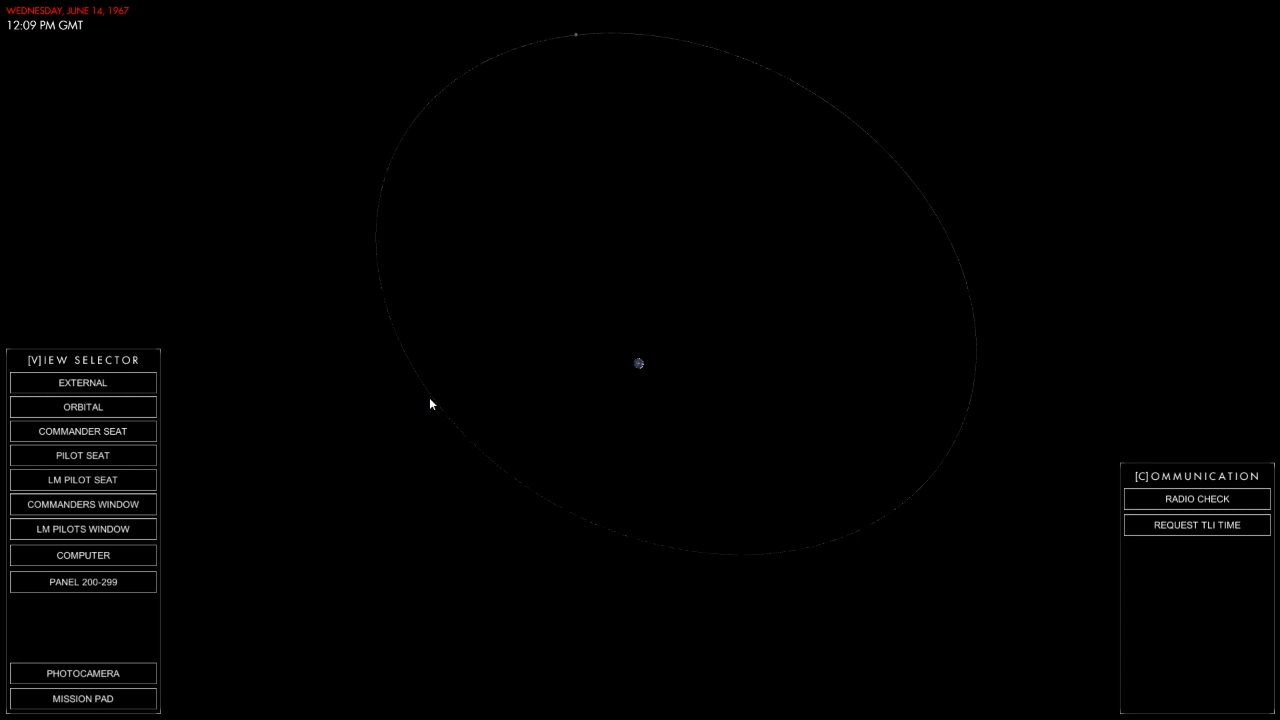 WEDNESDAY, JUNE 14, 1967
12:09 PM GMT
[V]IEW SELECTOR
EXTERNAL
ORBITAL
COMMANDER SEAT
PILOT SEAT
LM PILOT SEAT
COMMANDERS WINDOW
LM PILOTS WINDOW
COMPUTER
PANEL 200-299
PHOTOCAMERA
MISSION PAD
[C]OMMUNICATION
RADIO CHECK
REQUEST TLI TIME